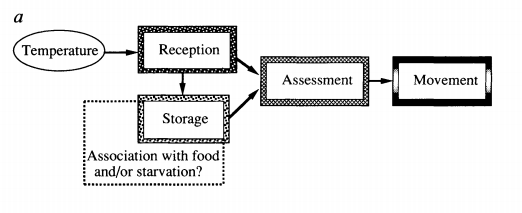 a
Temperature
Reception
Assessment
Movement
Storage
Association with food
and/or starvation?